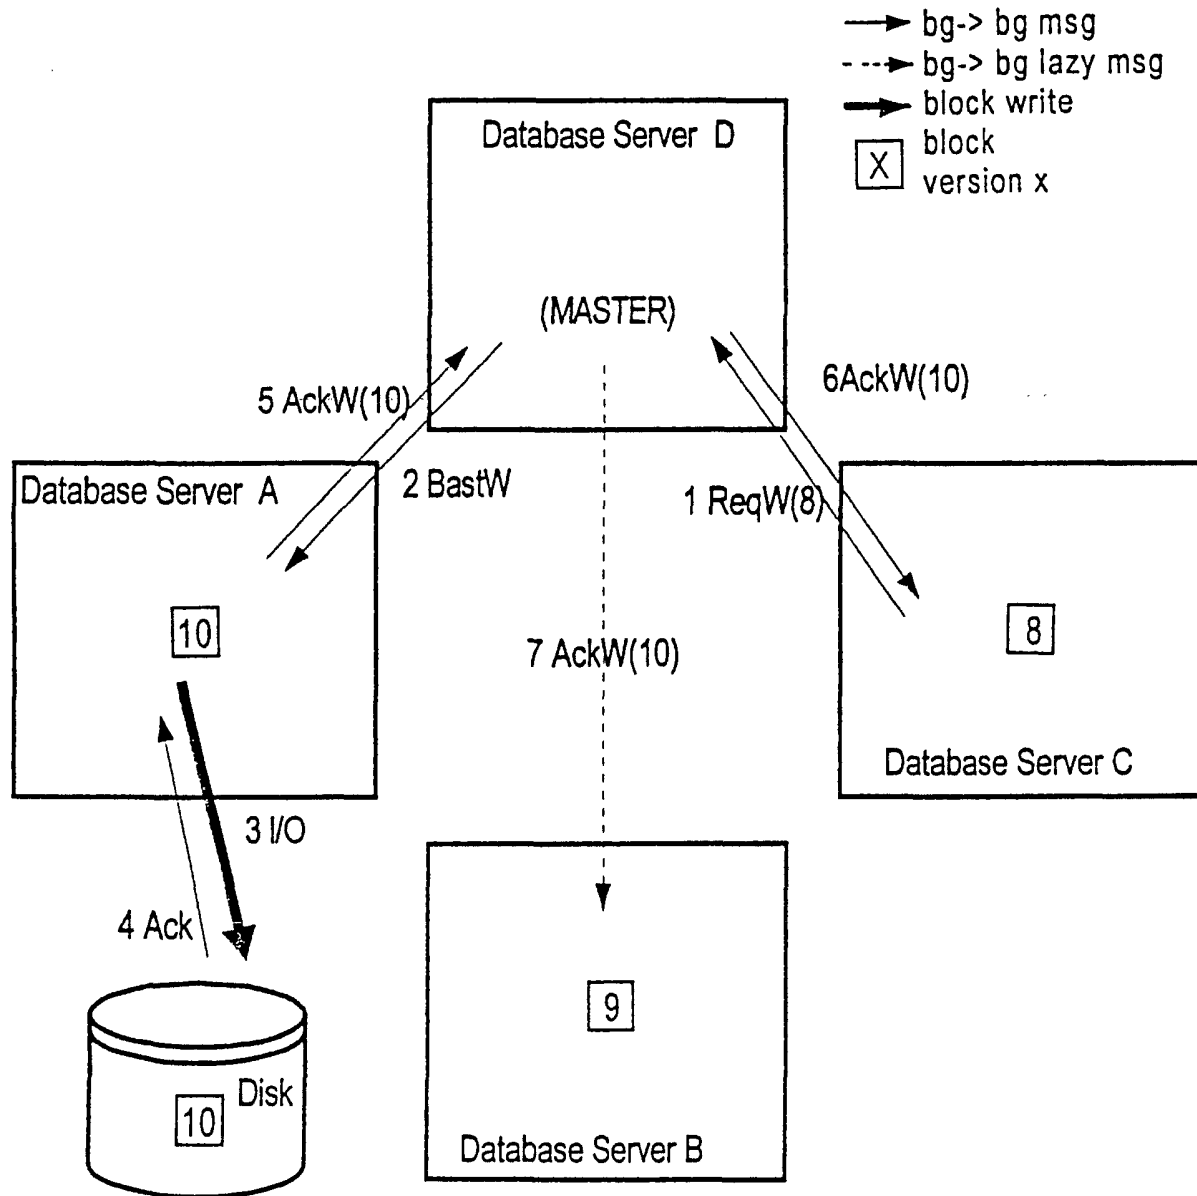 bg-> bg msg
bg-> bg lazy msg
block write
X
block
version x
Database Server D
(MASTER)
5 AckW(10)
6AckW(10)
2 BastW
1 ReqW(8)
Database Server A
10
8
7 AckW(10)
Database Server C
3 I/O
4 Ack
9
Disk
10
Database Server B